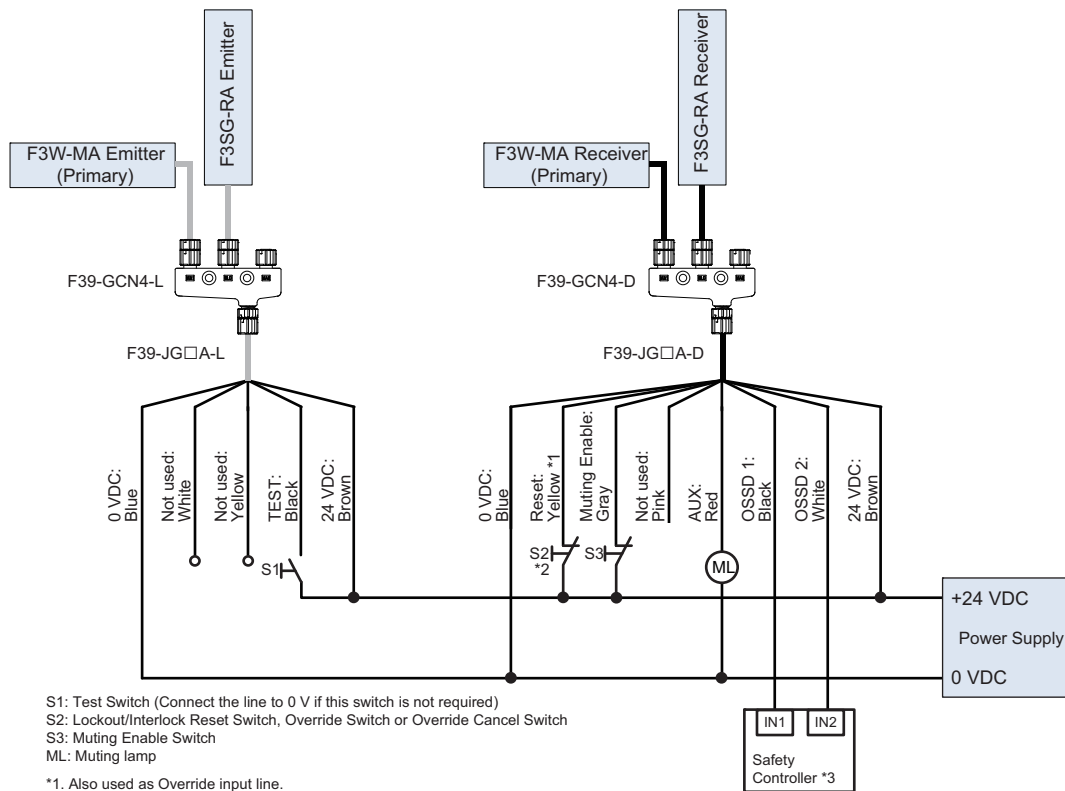 F3SG-RA Emitter
F3SG-RA Receiver
F3W-MA Emitter
(Primary)
F3W-MA Receiver
(Primary)
F39-GCN4-L
F39-GCN4-D
F39-JG□A-L
F39-JG□A-D
0 VDC:
Blue
Not used:
White
Not used:
Yellow
TEST:
Black
24 VDC:
Brown
0 VDC:
Blue
Reset:
Yellow *1
Muting Enable:
Gray
Not used:
Pink
AUX:
Red
OSSD 1:
Black
OSSD 2:
White
24 VDC:
Brown
S1
S2
*2
S3
ML
+24 VDC
Power Supply
0 VDC
IN1
IN2
Safety
Controller *3
S1: Test Switch (Connect the line to 0 V if this switch is not required)
S2: Lockout/Interlock Reset Switch, Override Switch or Override Cancel Switch
S3: Muting Enable Switch
ML: Muting lamp
*1. Also used as Override input line.